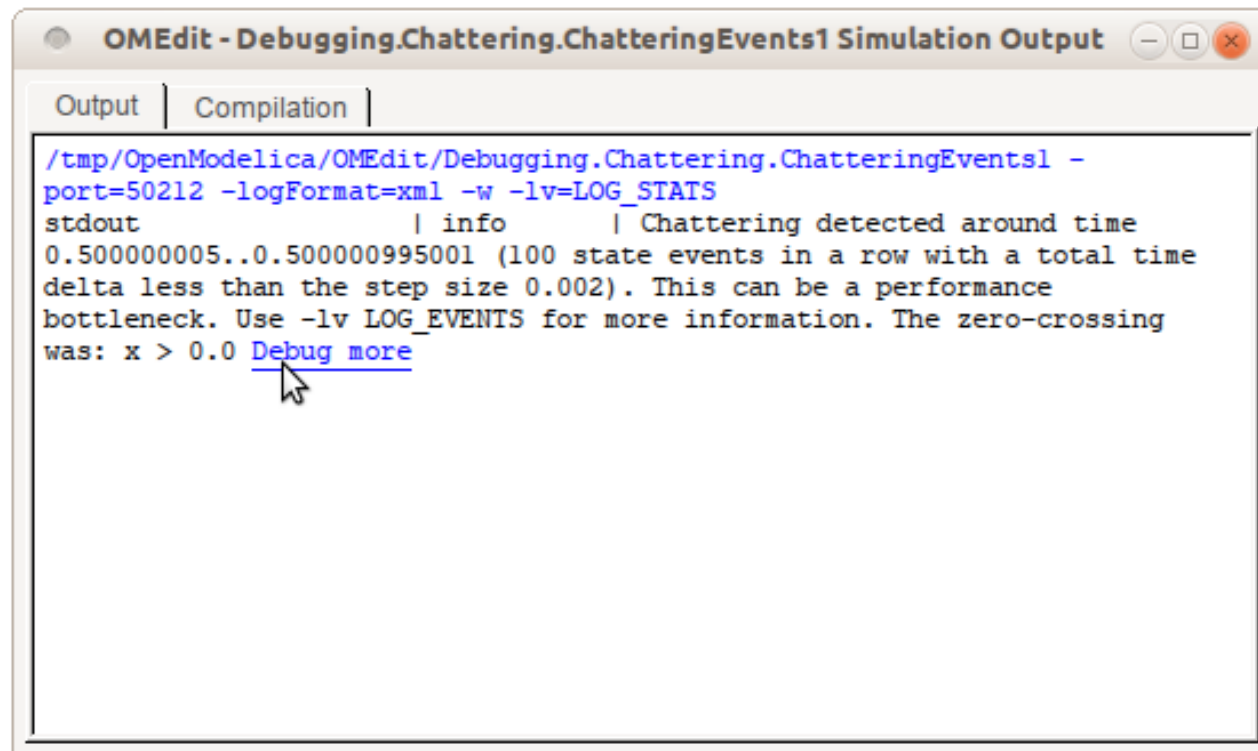 OMEdit - Debugging.Chattering.ChatteringEvents1 Simulation Output
Output
Compilation
/tmp/OpenModelica/OMEdit/Debugging.Chattering.ChatteringEvents1 -
port=50212 -logFormat=xml -w -lv=LOG_STATS
stdout | info | Chattering detected around time
0.500000005..0.500000995001 (100 state events in a row with a total time
delta less than the step size 0.002). This can be a performance
bottleneck. Use -lv LOG_EVENTS for more information. The zero-crossing
was: x > 0.0 Debug more